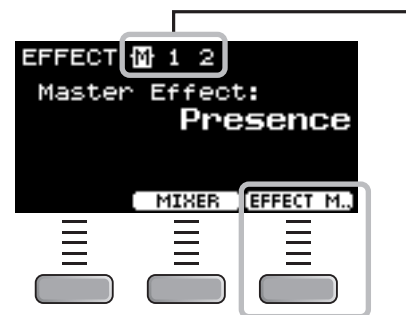 EFFECT M 1 2
Master Effect:
Presence
MIXER EFFECT M..